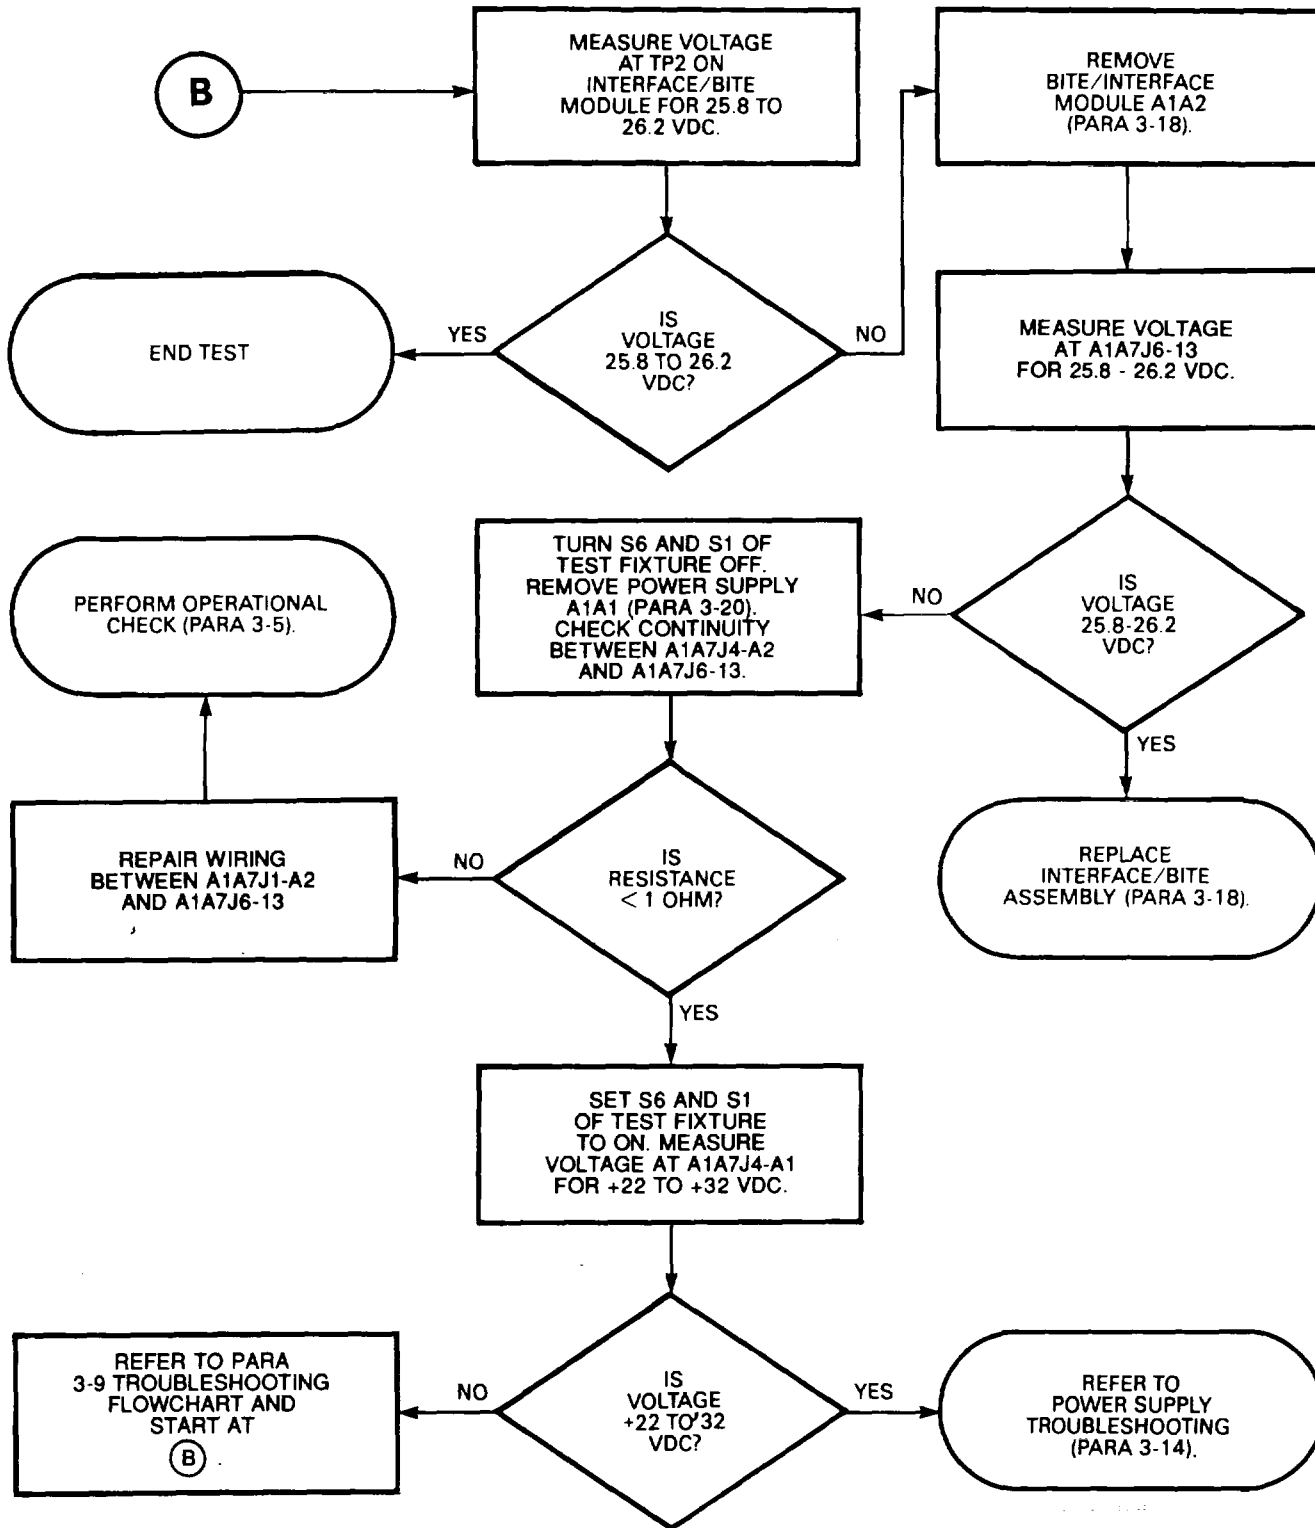 B
MEASURE VOLTAGE
AT TP2 ON
INTERFACE/BITE
MODULE FOR 25.8 TO
26.2 VDC.
REMOVE
BITE/INTERFACE
MODULE A1A2
(PARA 3-18).
IS
VOLTAGE
25.8 TO 26.2
VDC?
YES
NO
END TEST
MEASURE VOLTAGE
AT A1A7J6-13
FOR 25.8 - 26.2 VDC.
IS
VOLTAGE
25.8-26.2
VDC?
NO
YES
TURN S6 AND S1 OF
TEST FIXTURE OFF.
REMOVE POWER SUPPLY
A1A1 (PARA 3-20).
CHECK CONTINUITY
BETWEEN A1A7J4-A2
AND A1A7J6-13.
PERFORM OPERATIONAL
CHECK (PARA 3-5).
REPLACE
INTERFACE/BITE
ASSEMBLY (PARA 3-18).
IS
RESISTANCE
< 1 OHM?
NO
YES
REPAIR WIRING
BETWEEN A1A7J1-A2
AND A1A7J6-13
SET S6 AND S1
OF TEST FIXTURE
TO ON. MEASURE
VOLTAGE AT A1A7J4-A1
FOR +22 TO +32 VDC.
IS
VOLTAGE
+22 TO 32
VDC?
NO
YES
REFER TO PARA
3-9 TROUBLESHOOTING
FLOWCHART AND
START AT
B .
REFER TO
POWER SUPPLY
TROUBLESHOOTING
(PARA 3-14).